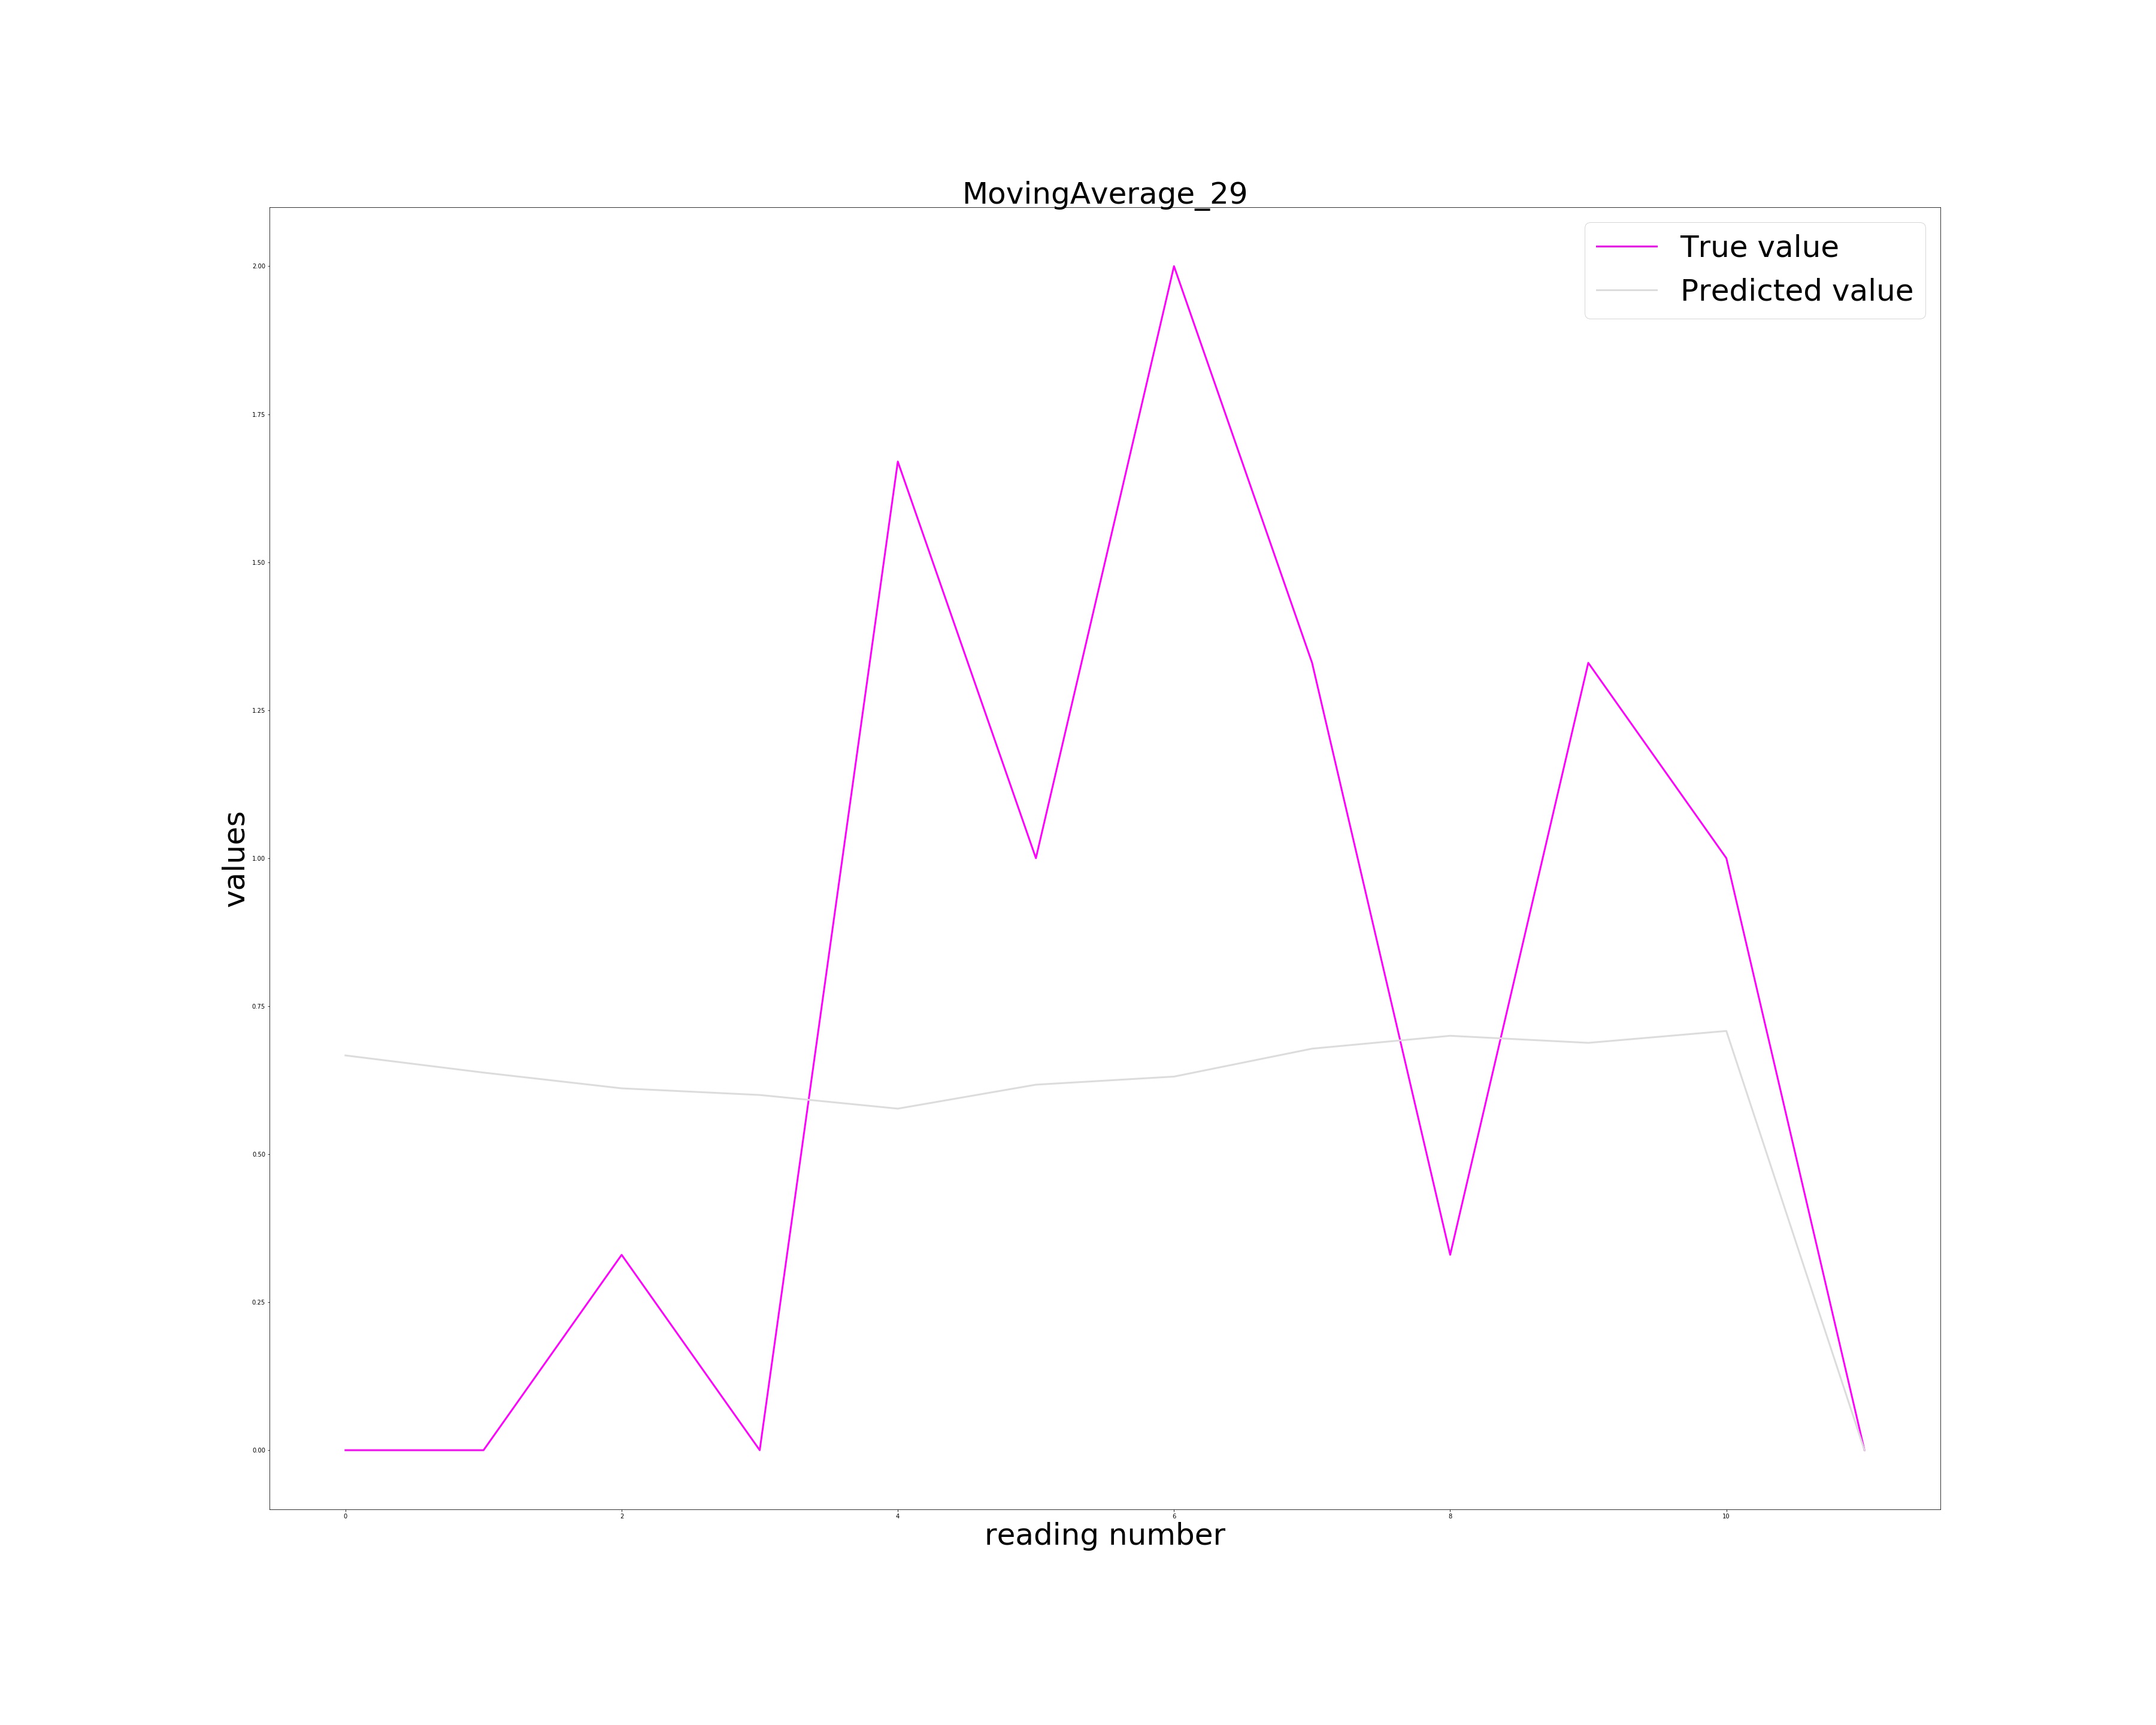 MovingAverage_29
True value
Predicted value
2.00
1.75
1.50
1.25
1.00
0.75
0.50
0.25
0.00
values
0 2 4 6 8 10
reading number